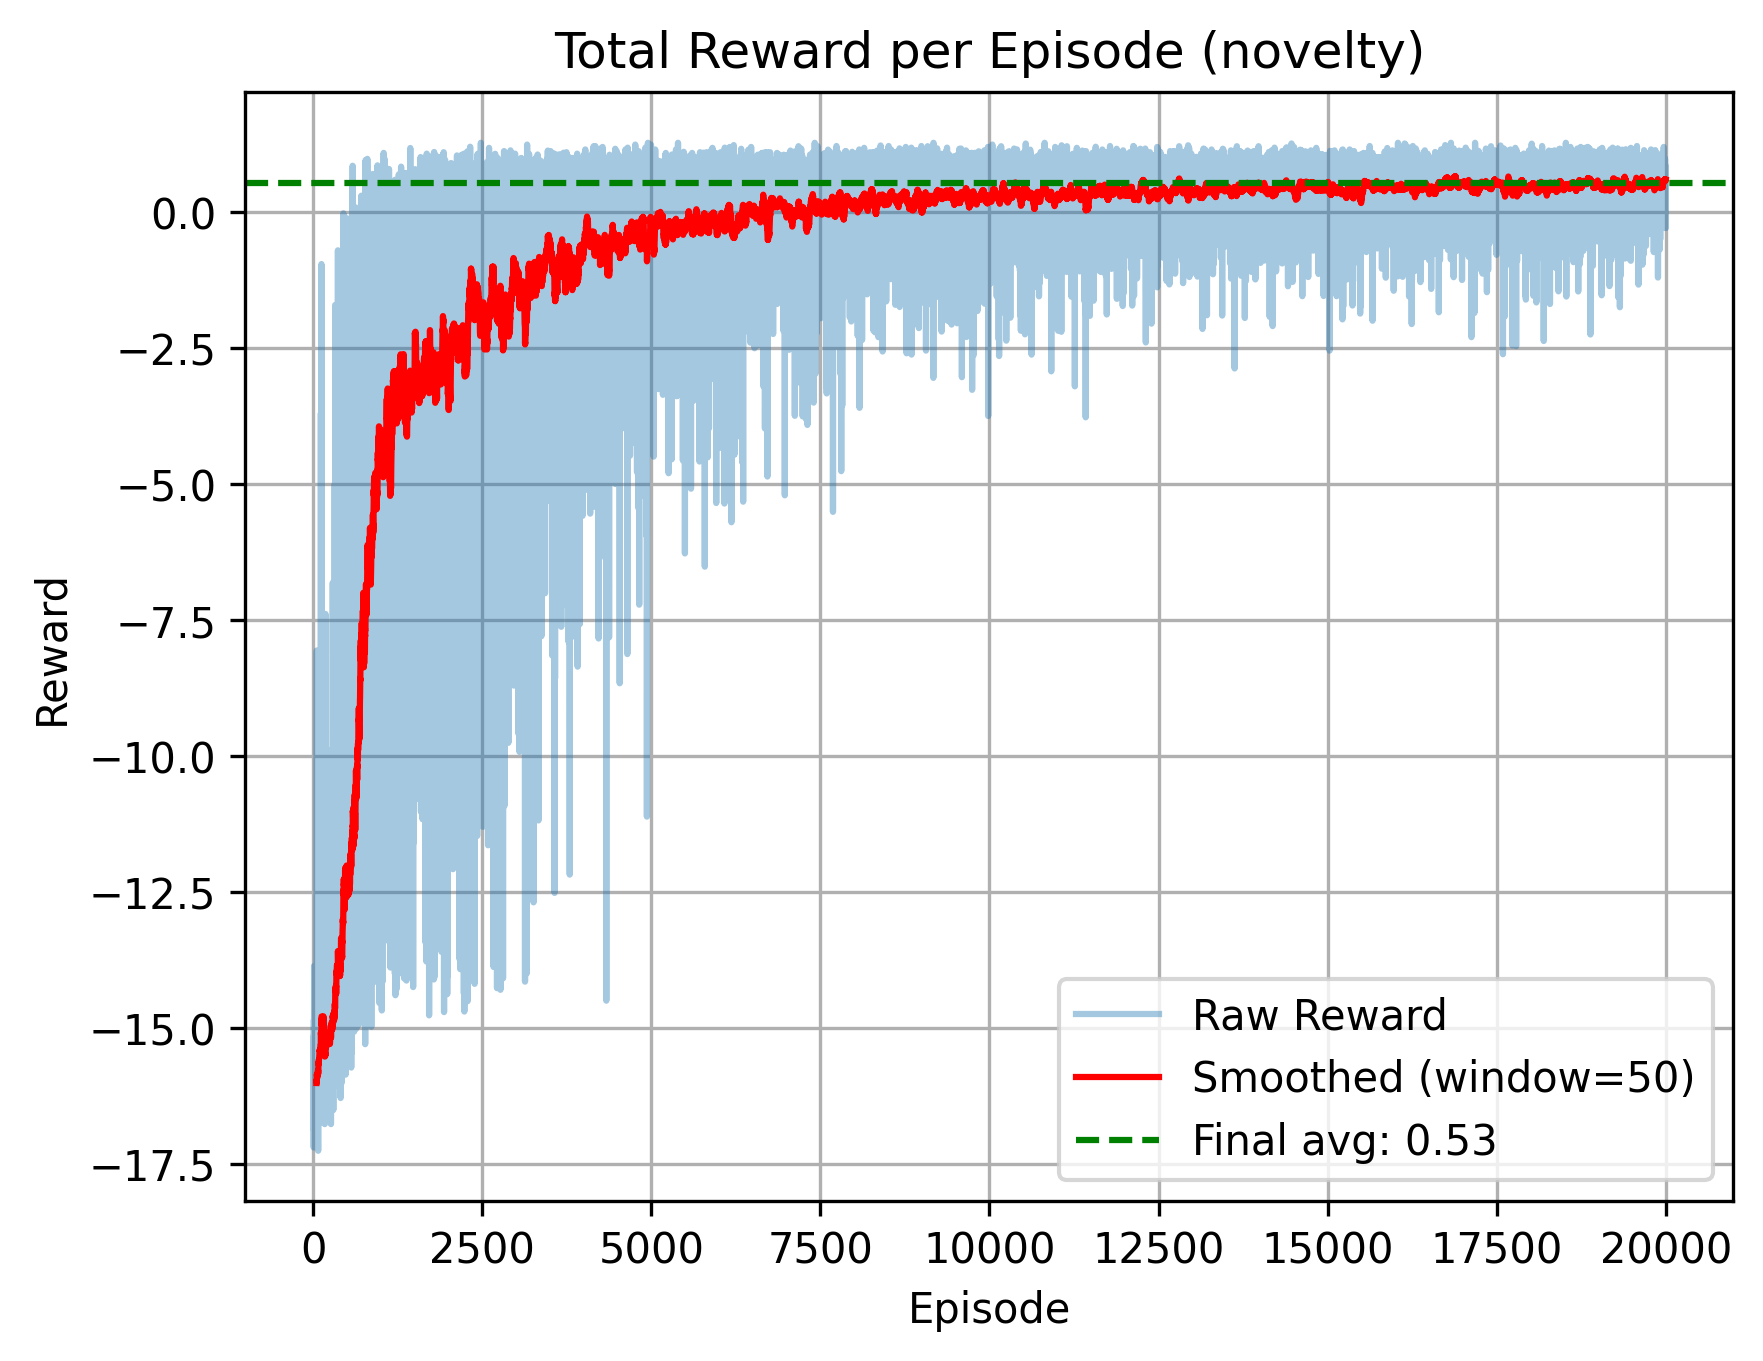 Total Reward per Episode (novelty)
0.0
−2.5
−5.0
−7.5
−10.0
−12.5
−15.0
−17.5
Reward
Raw Reward
Smoothed (window=50)
Final avg: 0.53
0 2500 5000 7500 10000 12500 15000 17500 20000
Episode